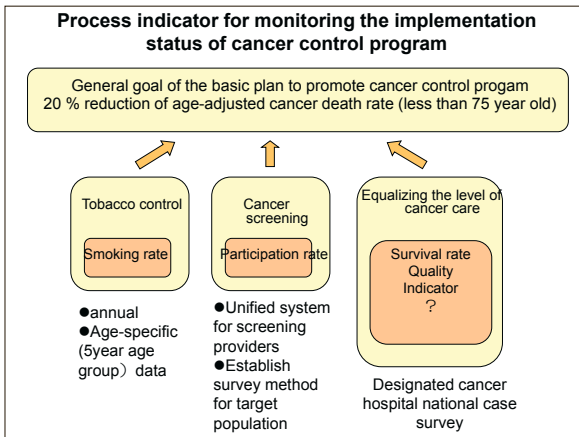 Process indicator for monitoring the implementation
status of cancer control program
General goal of the basic plan to promote cancer control progam
20 % reduction of age-adjusted cancer death rate (less than 75 year old)
Tobacco control
Smoking rate
●annual
●Age-specific
(5year age
group）data
Cancer
screening
Participation rate
●Unified system
for screening
providers
●Establish
survey method
for target
population
Equalizing the level of
cancer care
Survival rate
Quality
Indicator
？
Designated cancer
hospital national case
survey